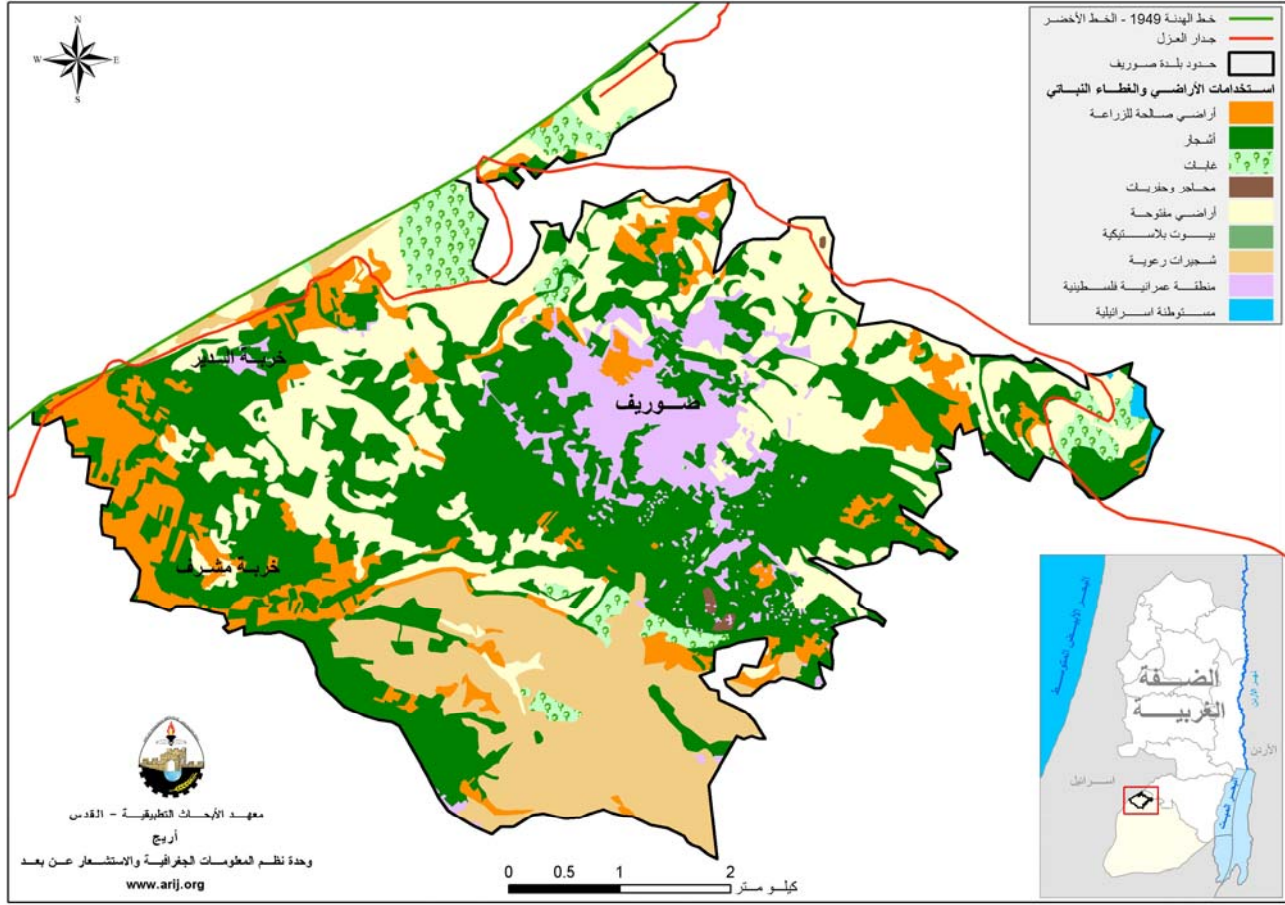 N
W
E
S
خط الهدنة 1949 - الخط الأخضر
جدار العزل
حدود بلدة صوريف
استخدامات الأراضي والغطاء النباتي
أراضي صالحة للزراعة
أشجار
غابات
محاجر وحفريات
أراضي مفتوحة
بيوت بلاستيكية
شجيرات رعوية
منطقة عمرانية فلسطينية
مستوطنة اسرائيلية
خربة الدير
صوريف
خربة مشرف
البحر الأبيض المتوسط
الضفة
الغربية
نهر الأردن
الأردن
اسرائيل
البحر الميت
معهد الأبحاث التطبيقية - القدس
أريج
وحدة نظم المعلومات الجغرافية والاستشعار عن بعد
www.arij.org
0 0.5 1 2
كيلو متر